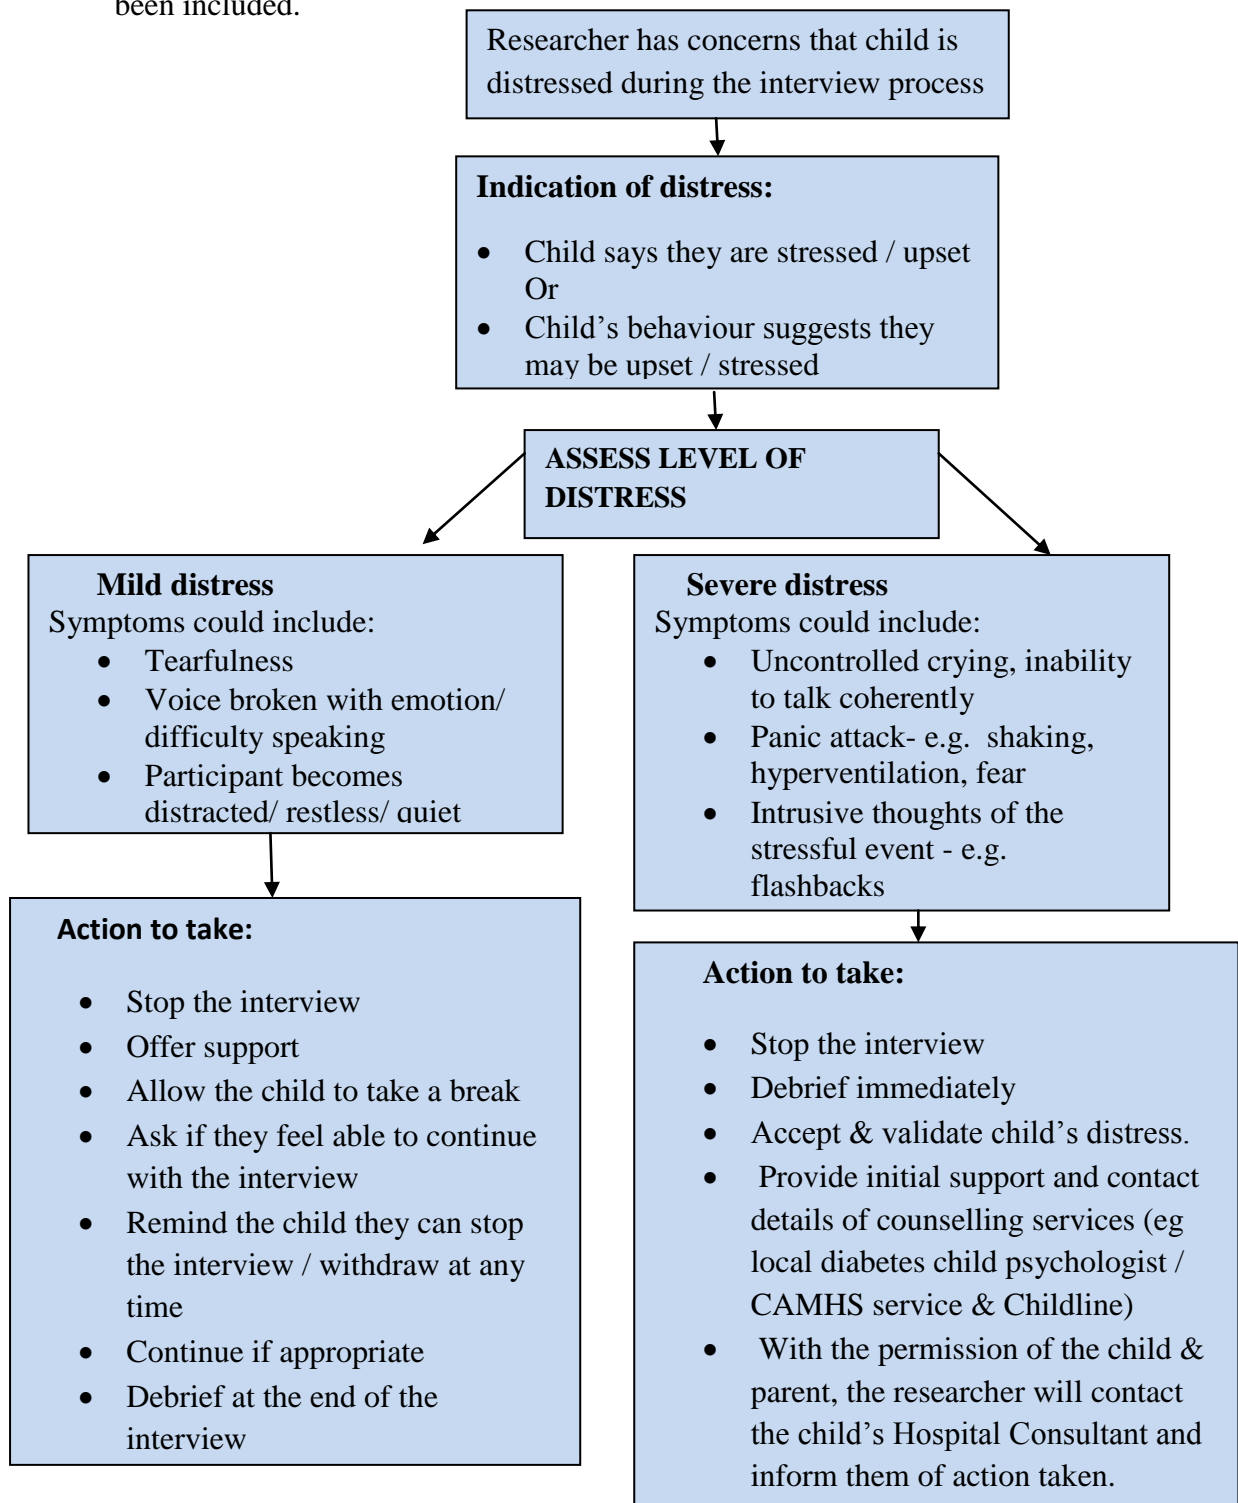 been included.
Researcher has concerns that child is
distressed during the interview process
Indication of distress:
• Child says they are stressed / upset
Or
• Child’s behaviour suggests they
may be upset / stressed
ASSESS LEVEL OF
DISTRESS
Mild distress
Symptoms could include:
• Tearfulness
• Voice broken with emotion/
difficulty speaking
• Participant becomes
distracted/ restless/ quiet
Severe distress
Symptoms could include:
• Uncontrolled crying, inability
to talk coherently
• Panic attack- e.g. shaking,
hyperventilation, fear
• Intrusive thoughts of the
stressful event - e.g.
flashbacks
Action to take:
• Stop the interview
• Offer support
• Allow the child to take a break
• Ask if they feel able to continue
with the interview
• Remind the child they can stop
the interview / withdraw at any
time
• Continue if appropriate
• Debrief at the end of the
interview
Action to take:
• Stop the interview
• Debrief immediately
• Accept & validate child’s distress.
• Provide initial support and contact
details of counselling services (eg
local diabetes child psychologist /
CAMHS service & Childline)
• With the permission of the child &
parent, the researcher will contact
the child’s Hospital Consultant and
inform them of action taken.